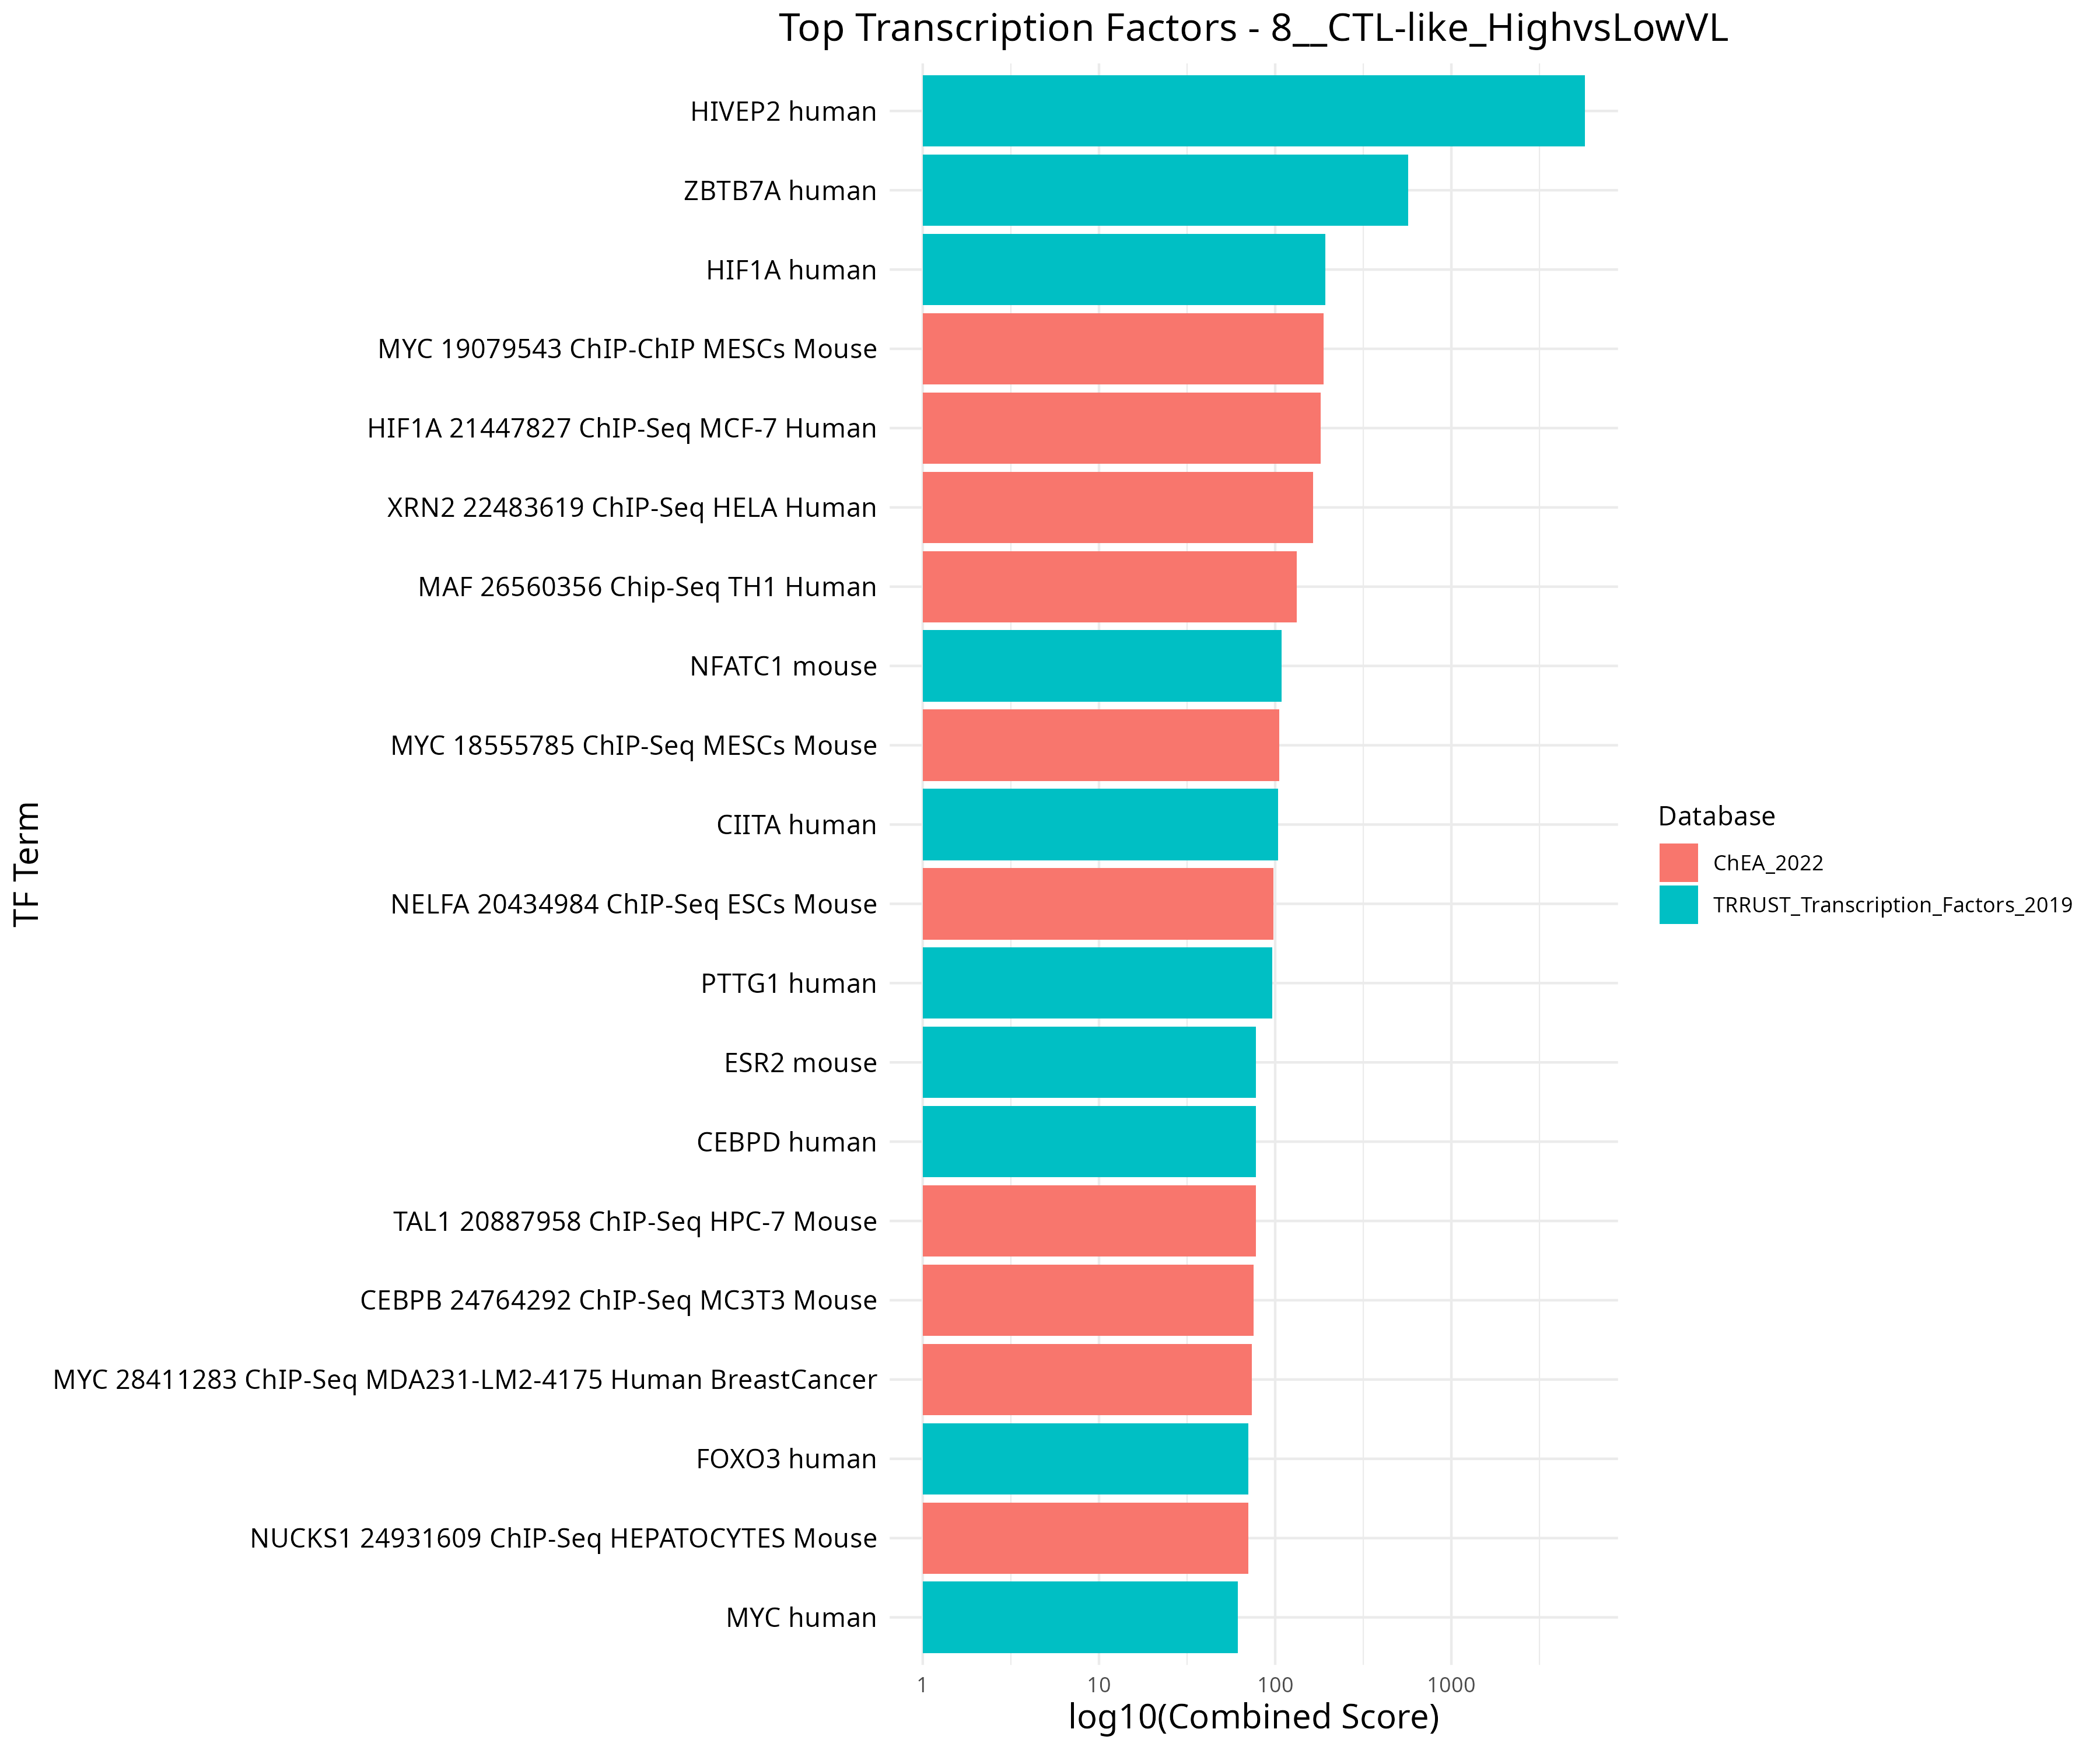 Top Transcription Factors - 8__CTL-like_HighvsLowVL
TF Term
HIVEP2 human
ZBTB7A human
HIF1A human
MYC 19079543 ChIP-ChIP MESCs Mouse
HIF1A 21447827 ChIP-Seq MCF-7 Human
XRN2 22483619 ChIP-Seq HELA Human
MAF 26560356 Chip-Seq TH1 Human
NFATC1 mouse
MYC 18555785 ChIP-Seq MESCs Mouse
CIITA human
NELFA 20434984 ChIP-Seq ESCs Mouse
PTTG1 human
ESR2 mouse
CEBPD human
TAL1 20887958 ChIP-Seq HPC-7 Mouse
CEBPB 24764292 ChIP-Seq MC3T3 Mouse
MYC 28411283 ChIP-Seq MDA231-LM2-4175 Human BreastCancer
FOXO3 human
NUCKS1 24931609 ChIP-Seq HEPATOCYTES Mouse
MYC human
1 10 100 1000
log10(Combined Score)
Database
ChEA_2022
TRRUST_Transcription_Factors_2019